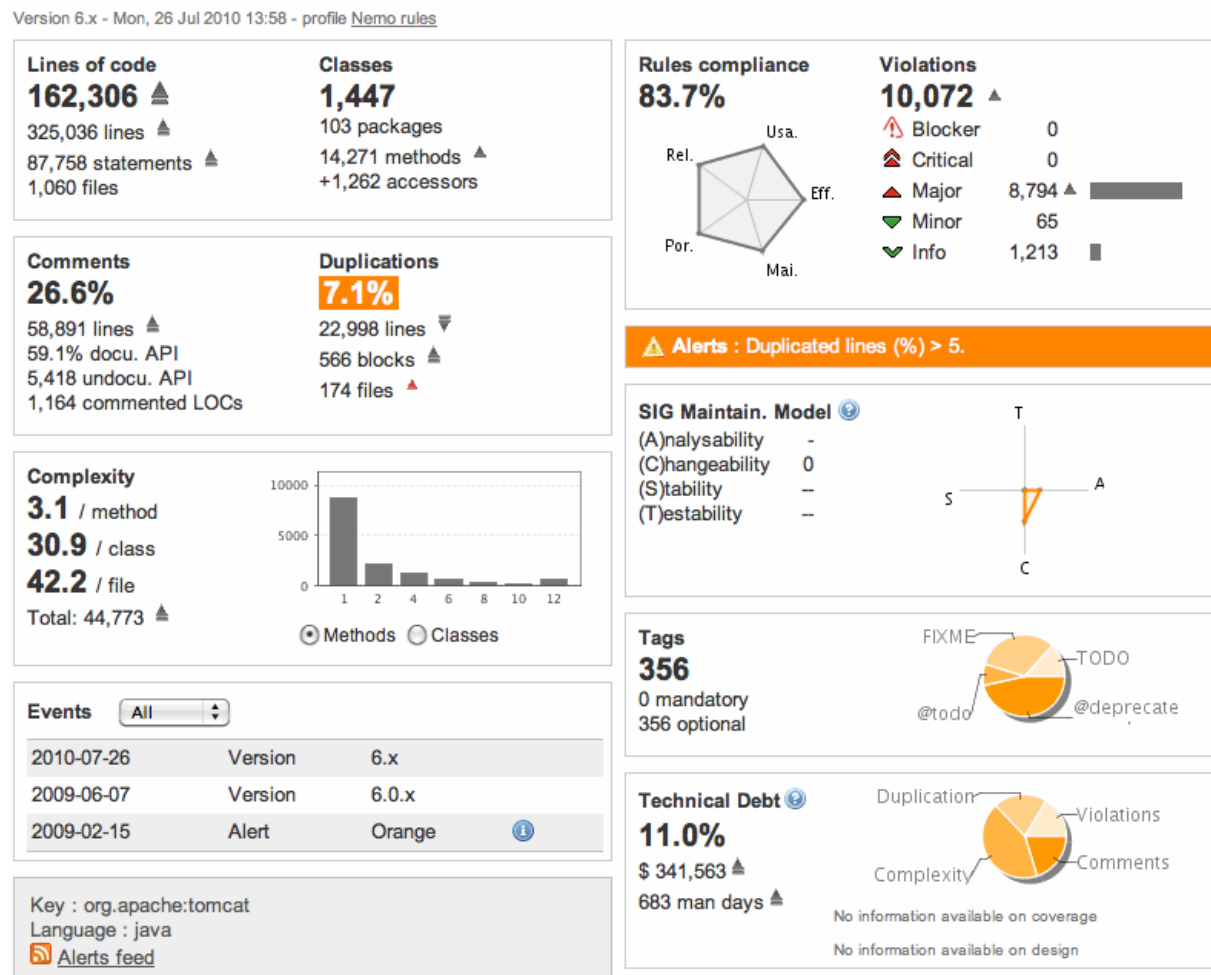 Version 6.x - Mon, 26 Jul 2010 13:58 - profile Nemo rules
Lines of code
162,306
325,036 lines
87,758 statements
1,060 files
Classes
1,447
103 packages
14,271 methods
+1,262 accessors
Comments
26.6%
58,891 lines
59.1% docu. API
5,418 undocu. API
1,164 commented LOCs
Duplications
7.1%
22,998 lines
566 blocks
174 files
Complexity
3.1 / method
30.9 / class
42.2 / file
Total: 44,773
10000
5000
0
1 2 4 6 8 10 12
Methods Classes
Events All
2010-07-26 Version 6.x
2009-06-07 Version 6.0.x
2009-02-15 Alert Orange
Key : org.apache:tomcat
Language : java
Alerts feed
Rules compliance
83.7%
Usa.
Rel.
Eff.
Por.
Mai.
Violations
10,072
Blocker 0
Critical 0
Major 8,794
Minor 65
Info 1,213
Alerts : Duplicated lines (%) > 5.
SIG Maintain. Model ?
(A)nalysability -
(C)hangeability 0
(S)tability --
(T)estability --
T
A
S
C
Tags
356
0 mandatory
356 optional
FIXME
TODO
@todo
@deprecate
Technical Debt ?
11.0%
$ 341,563
683 man days
Duplication
Violations
Complexity
Comments
No information available on coverage
No information available on design